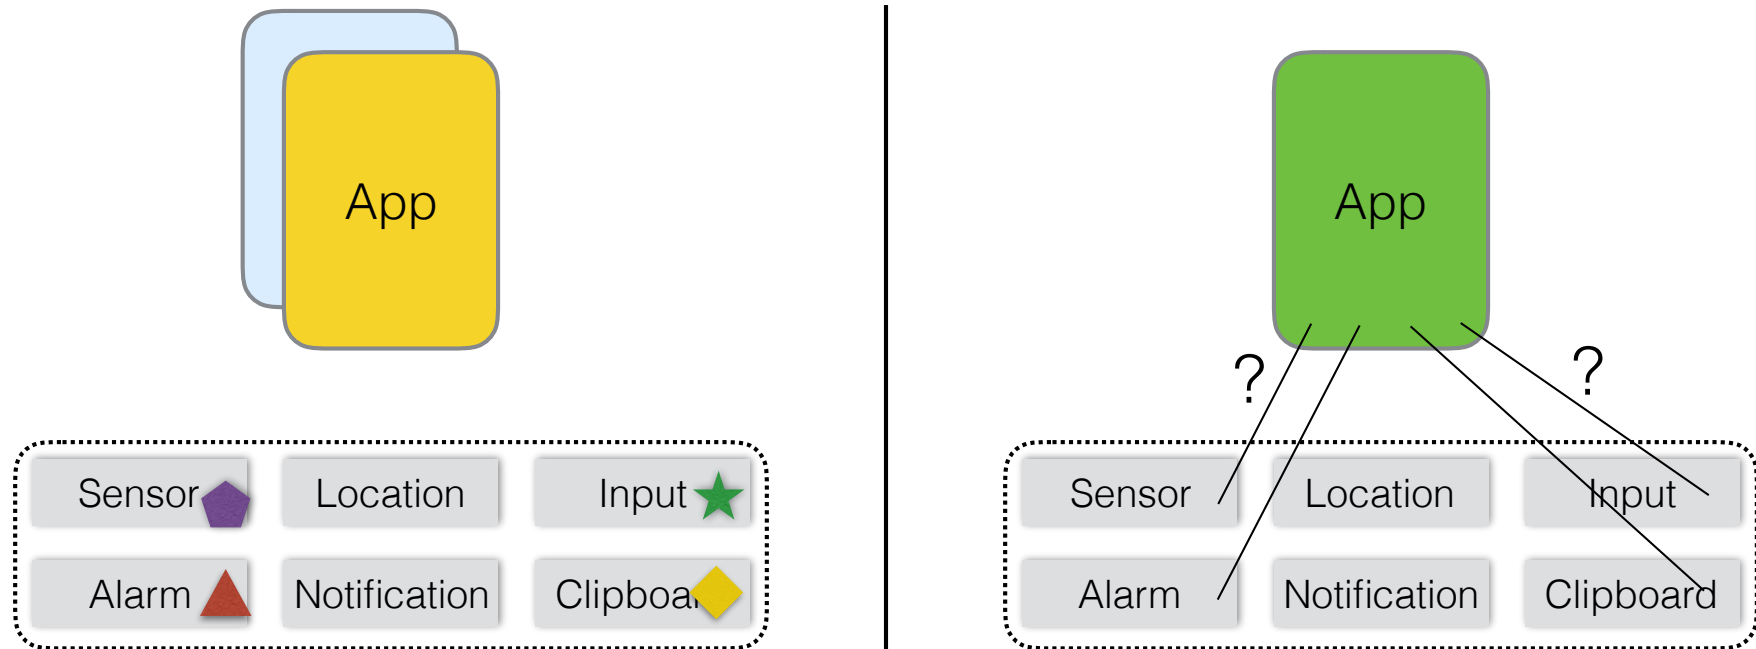 App
Sensor
Location
Input
Alarm
Notification
Clipboa
App
?
?
Sensor
Location
Input
Alarm
Notification
Clipboard